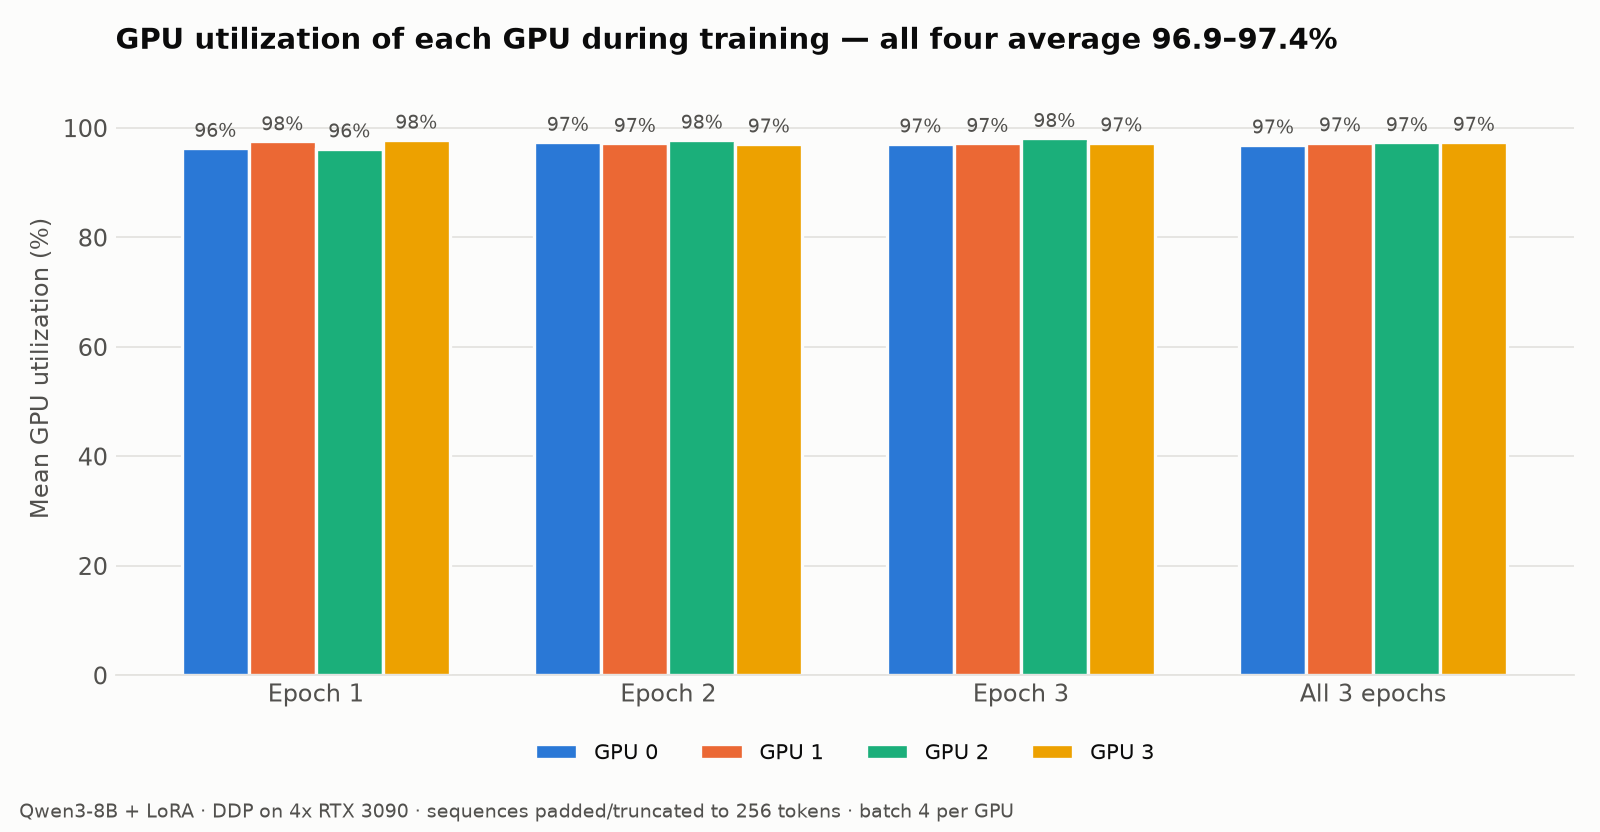 GPU utilization of each GPU during training — all four average 96.9–97.4%
Mean GPU utilization (%)
100
80
60
40
20
0
96% 98% 96% 98%
97% 97% 98% 97%
97% 97% 98% 97%
97% 97% 97% 97%
Epoch 1 Epoch 2 Epoch 3 All 3 epochs
GPU 0 GPU 1 GPU 2 GPU 3
Qwen3-8B + LoRA · DDP on 4x RTX 3090 · sequences padded/truncated to 256 tokens · batch 4 per GPU